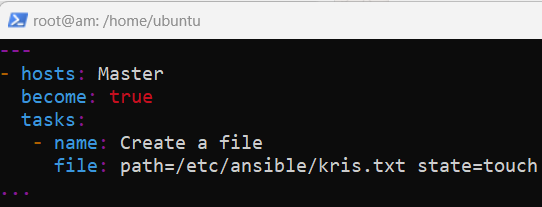 root@am: /home/ubuntu
---
- hosts: Master
  become: true
  tasks:
   - name: Create a file
     file: path=/etc/ansible/kris.txt state=touch
...